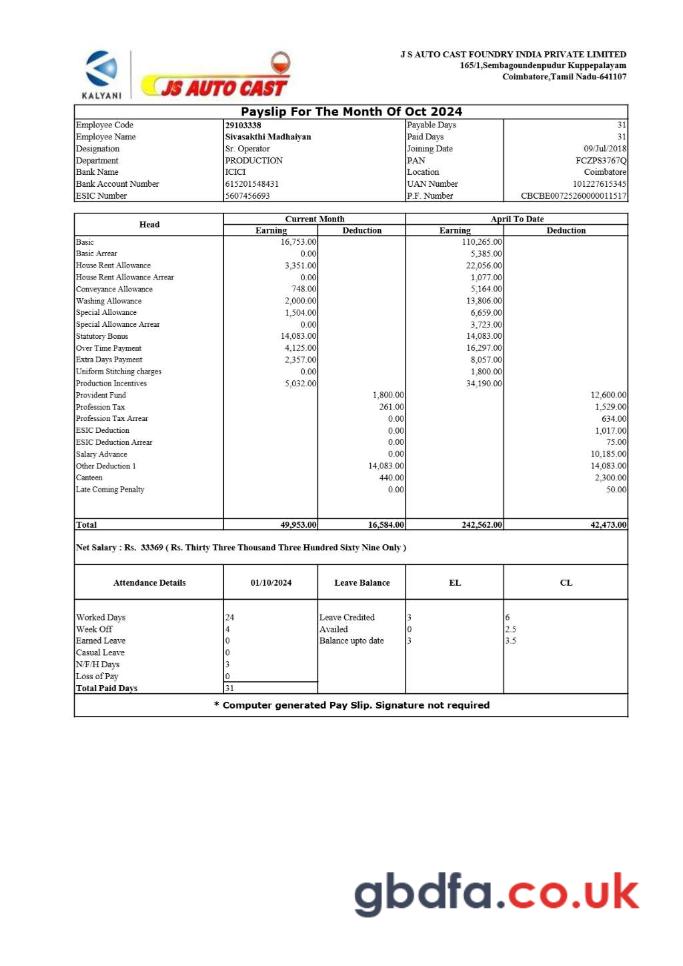 J S AUTO CAST FOUNDRY INDIA PRIVATE LIMITED
165/1,Sembagoundenpudur Kuppepalayam
Coimbatore,Tamil Nadu-641107
KALYANI
JS AUTO CAST
Payslip For The Month Of Oct 2024
Employee Code 29103338 Payable Days 31
Employee Name Sivasakthi Madhaiyan Paid Days 31
Designation Sr. Operator Joining Date 09/Jul/2018
Department PRODUCTION PAN FCZPS3767Q
Bank Name ICICI Location Coimbatore
Bank Account Number 615201548431 UAN Number 101227615345
ESIC Number 5607456693 P.F. Number CBCBE00725260000011517
Head Current Month April To Date
Earning Deduction Earning Deduction
Basic 16,753.00 110,265.00
Basic Arrear 0.00 5,385.00
House Rent Allowance 3,351.00 22,056.00
House Rent Allowance Arrear 0.00 1,077.00
Conveyance Allowance 748.00 5,164.00
Washing Allowance 2,000.00 13,806.00
Special Allowance 1,504.00 6,659.00
Special Allowance Arrear 0.00 3,723.00
Statutory Bonus 14,083.00 14,083.00
Over Time Payment 4,125.00 16,297.00
Extra Days Payment 2,357.00 8,057.00
Uniform Stitching charges 0.00 1,800.00
Production Incentives 5,032.00 34,190.00
Provident Fund 1,800.00 12,600.00
Profession Tax 261.00 1,529.00
Profession Tax Arrear 0.00 634.00
ESIC Deduction 0.00 1,017.00
ESIC Deduction Arrear 0.00 75.00
Salary Advance 0.00 10,185.00
Other Deduction 1 14,083.00 14,083.00
Canteen 440.00 2,300.00
Late Coming Penalty 0.00 50.00
Total 49,953.00 16,584.00 242,562.00 42,473.00
Net Salary : Rs. 33369 ( Rs. Thirty Three Thousand Three Hundred Sixty Nine Only )
Attendance Details 01/10/2024 Leave Balance EL CL
Worked Days 24 Leave Credited 3 6
Week Off 4 Availed 0 2.5
Earned Leave 0 Balance upto date 3 3.5
Casual Leave 0
N/F/H Days 3
Loss of Pay 0
Total Paid Days 31
* Computer generated Pay Slip. Signature not required
gbdfa.co.uk